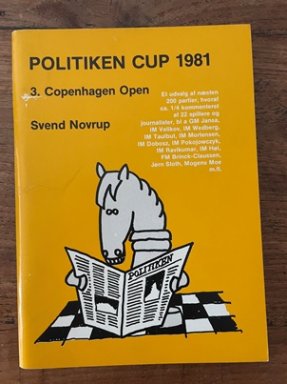 POLITIKEN CUP 1981
3. Copenhagen Open
Svend Novrup
Et udvalg af næsten
200 partier, hvoraf
ca. 1/4 kommenteret
af 22 spillere og
journalister, bl a GM Jansa,
IM Velikov, IM Wedberg,
IM Taulbut, IM Mortensen,
IM Dobosz, IM Pokojowczyk,
IM Ravikumar, IM Høi,
FM Brinck-Claussen,
Jørn Sloth, Mogens Moe
m.fl.
POLITIKEN